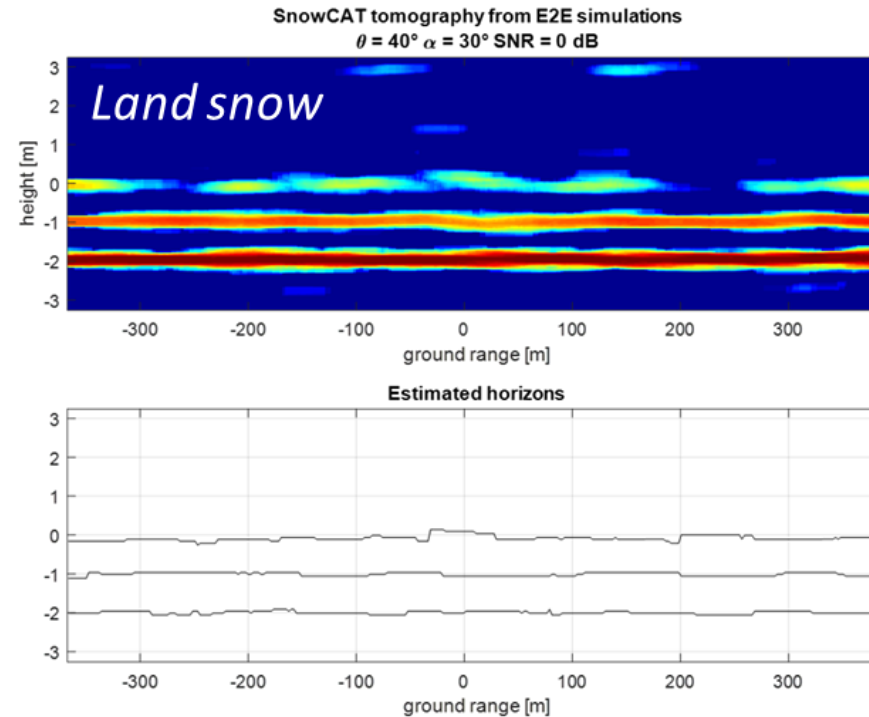 SnowCAT tomography from E2E simulations
θ = 40° α = 30° SNR = 0 dB
Land snow
height [m]
3
2
1
0
-1
-2
-3
-300 -200 -100 0 100 200 300
ground range [m]
Estimated horizons
3
2
1
0
-1
-2
-3
-300 -200 -100 0 100 200 300
ground range [m]